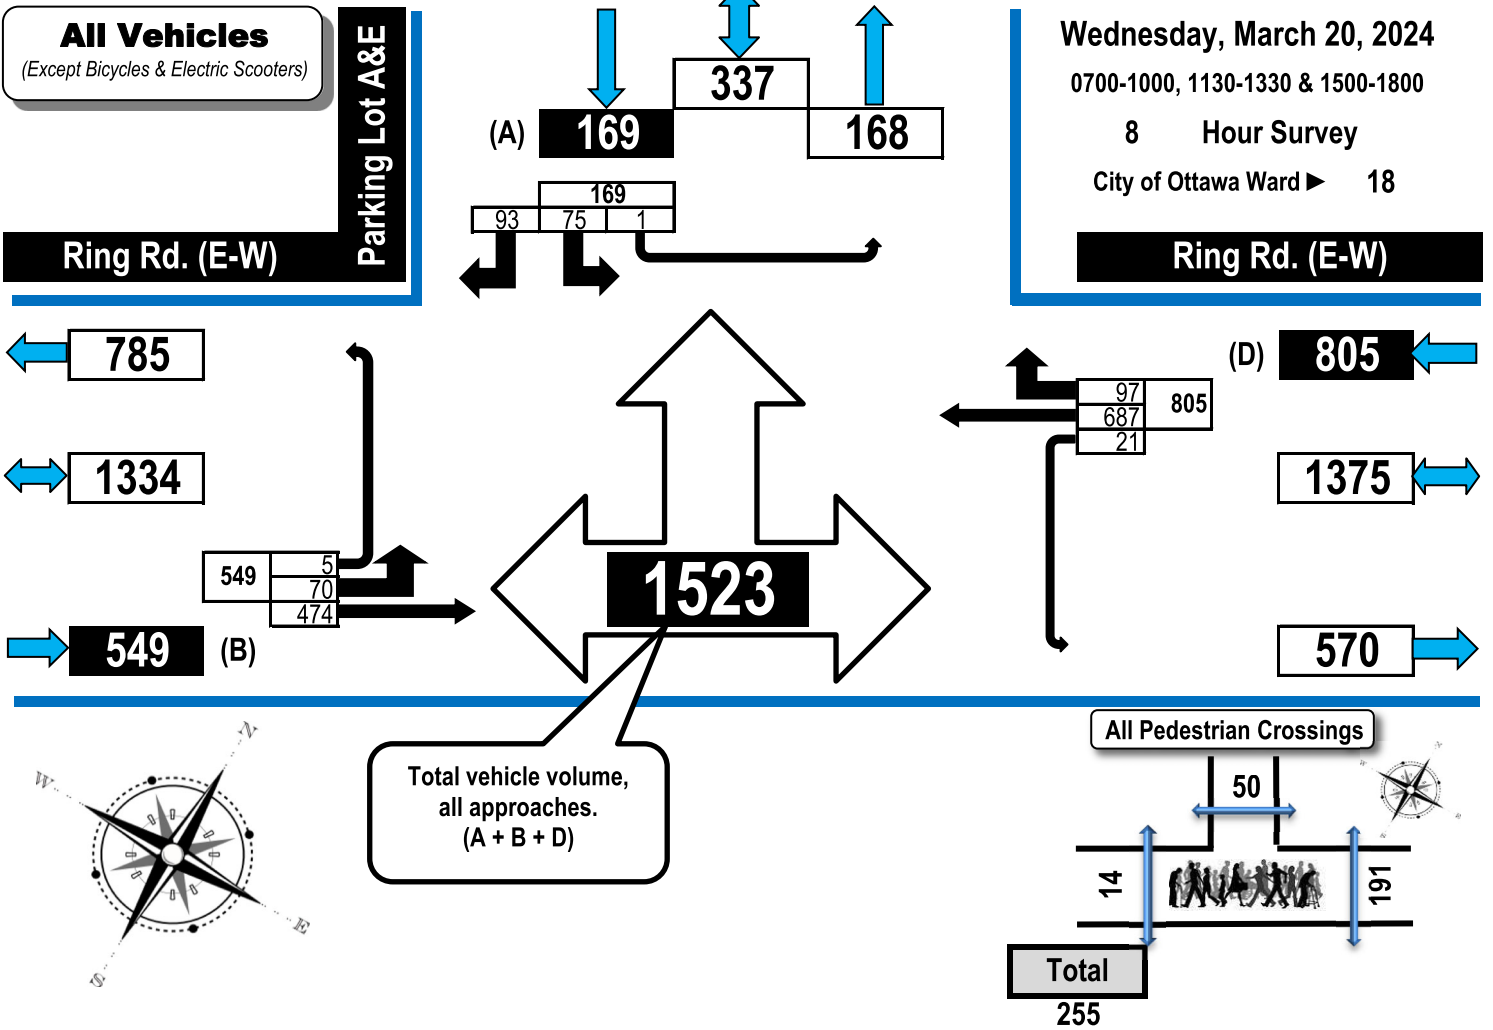 All Vehicles
(Except Bicycles & Electric Scooters)
Parking Lot A&E
Ring Rd. (E-W)
337
(A)
169
168
169
93
75
1
Wednesday, March 20, 2024
0700-1000, 1130-1330 & 1500-1800
8 Hour Survey
City of Ottawa Ward ► 18
Ring Rd. (E-W)
785
1334
549
5
70
474
549
(B)
(D)
805
97
687
21
805
1375
570
1523
Total vehicle volume,
all approaches.
(A + B + D)
N
W
E
S
All Pedestrian Crossings
50
14
191
N
W
E
S
Total
255